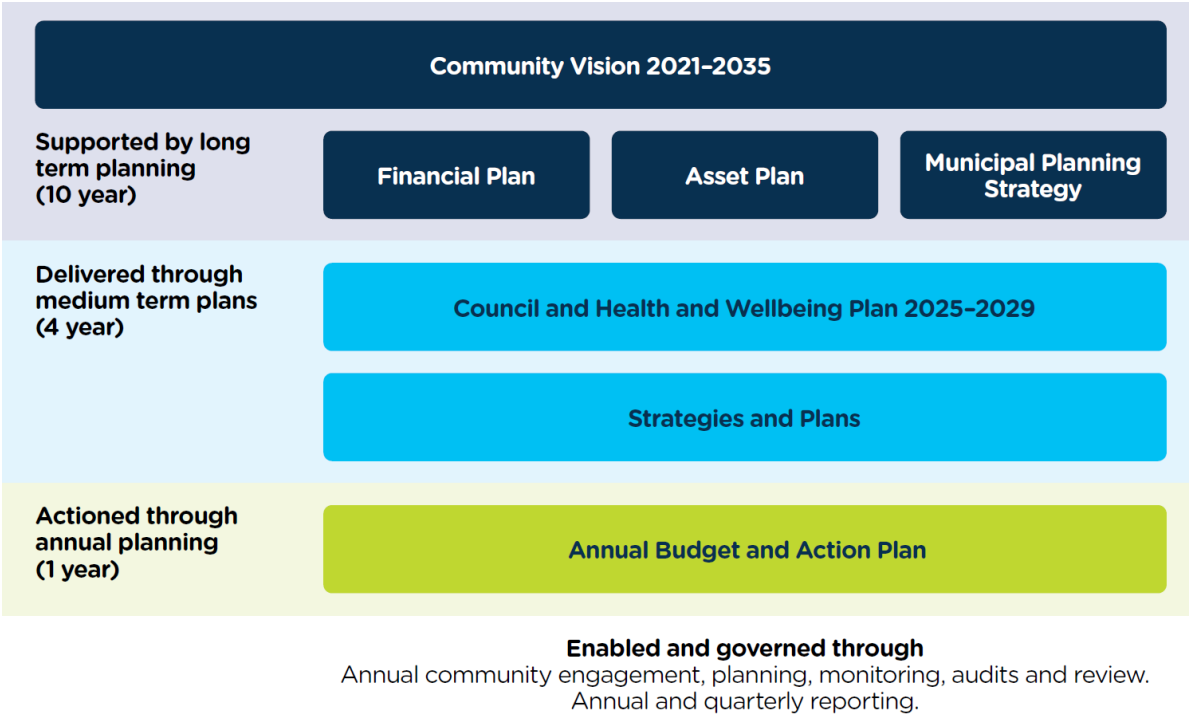 Community Vision 2021–2035
Supported by long
term planning
(10 year)
Financial Plan
Asset Plan
Municipal Planning
Strategy
Delivered through
medium term plans
(4 year)
Council and Health and Wellbeing Plan 2025–2029
Strategies and Plans
Actioned through
annual planning
(1 year)
Annual Budget and Action Plan
Enabled and governed through
Annual community engagement, planning, monitoring, audits and review.
Annual and quarterly reporting.